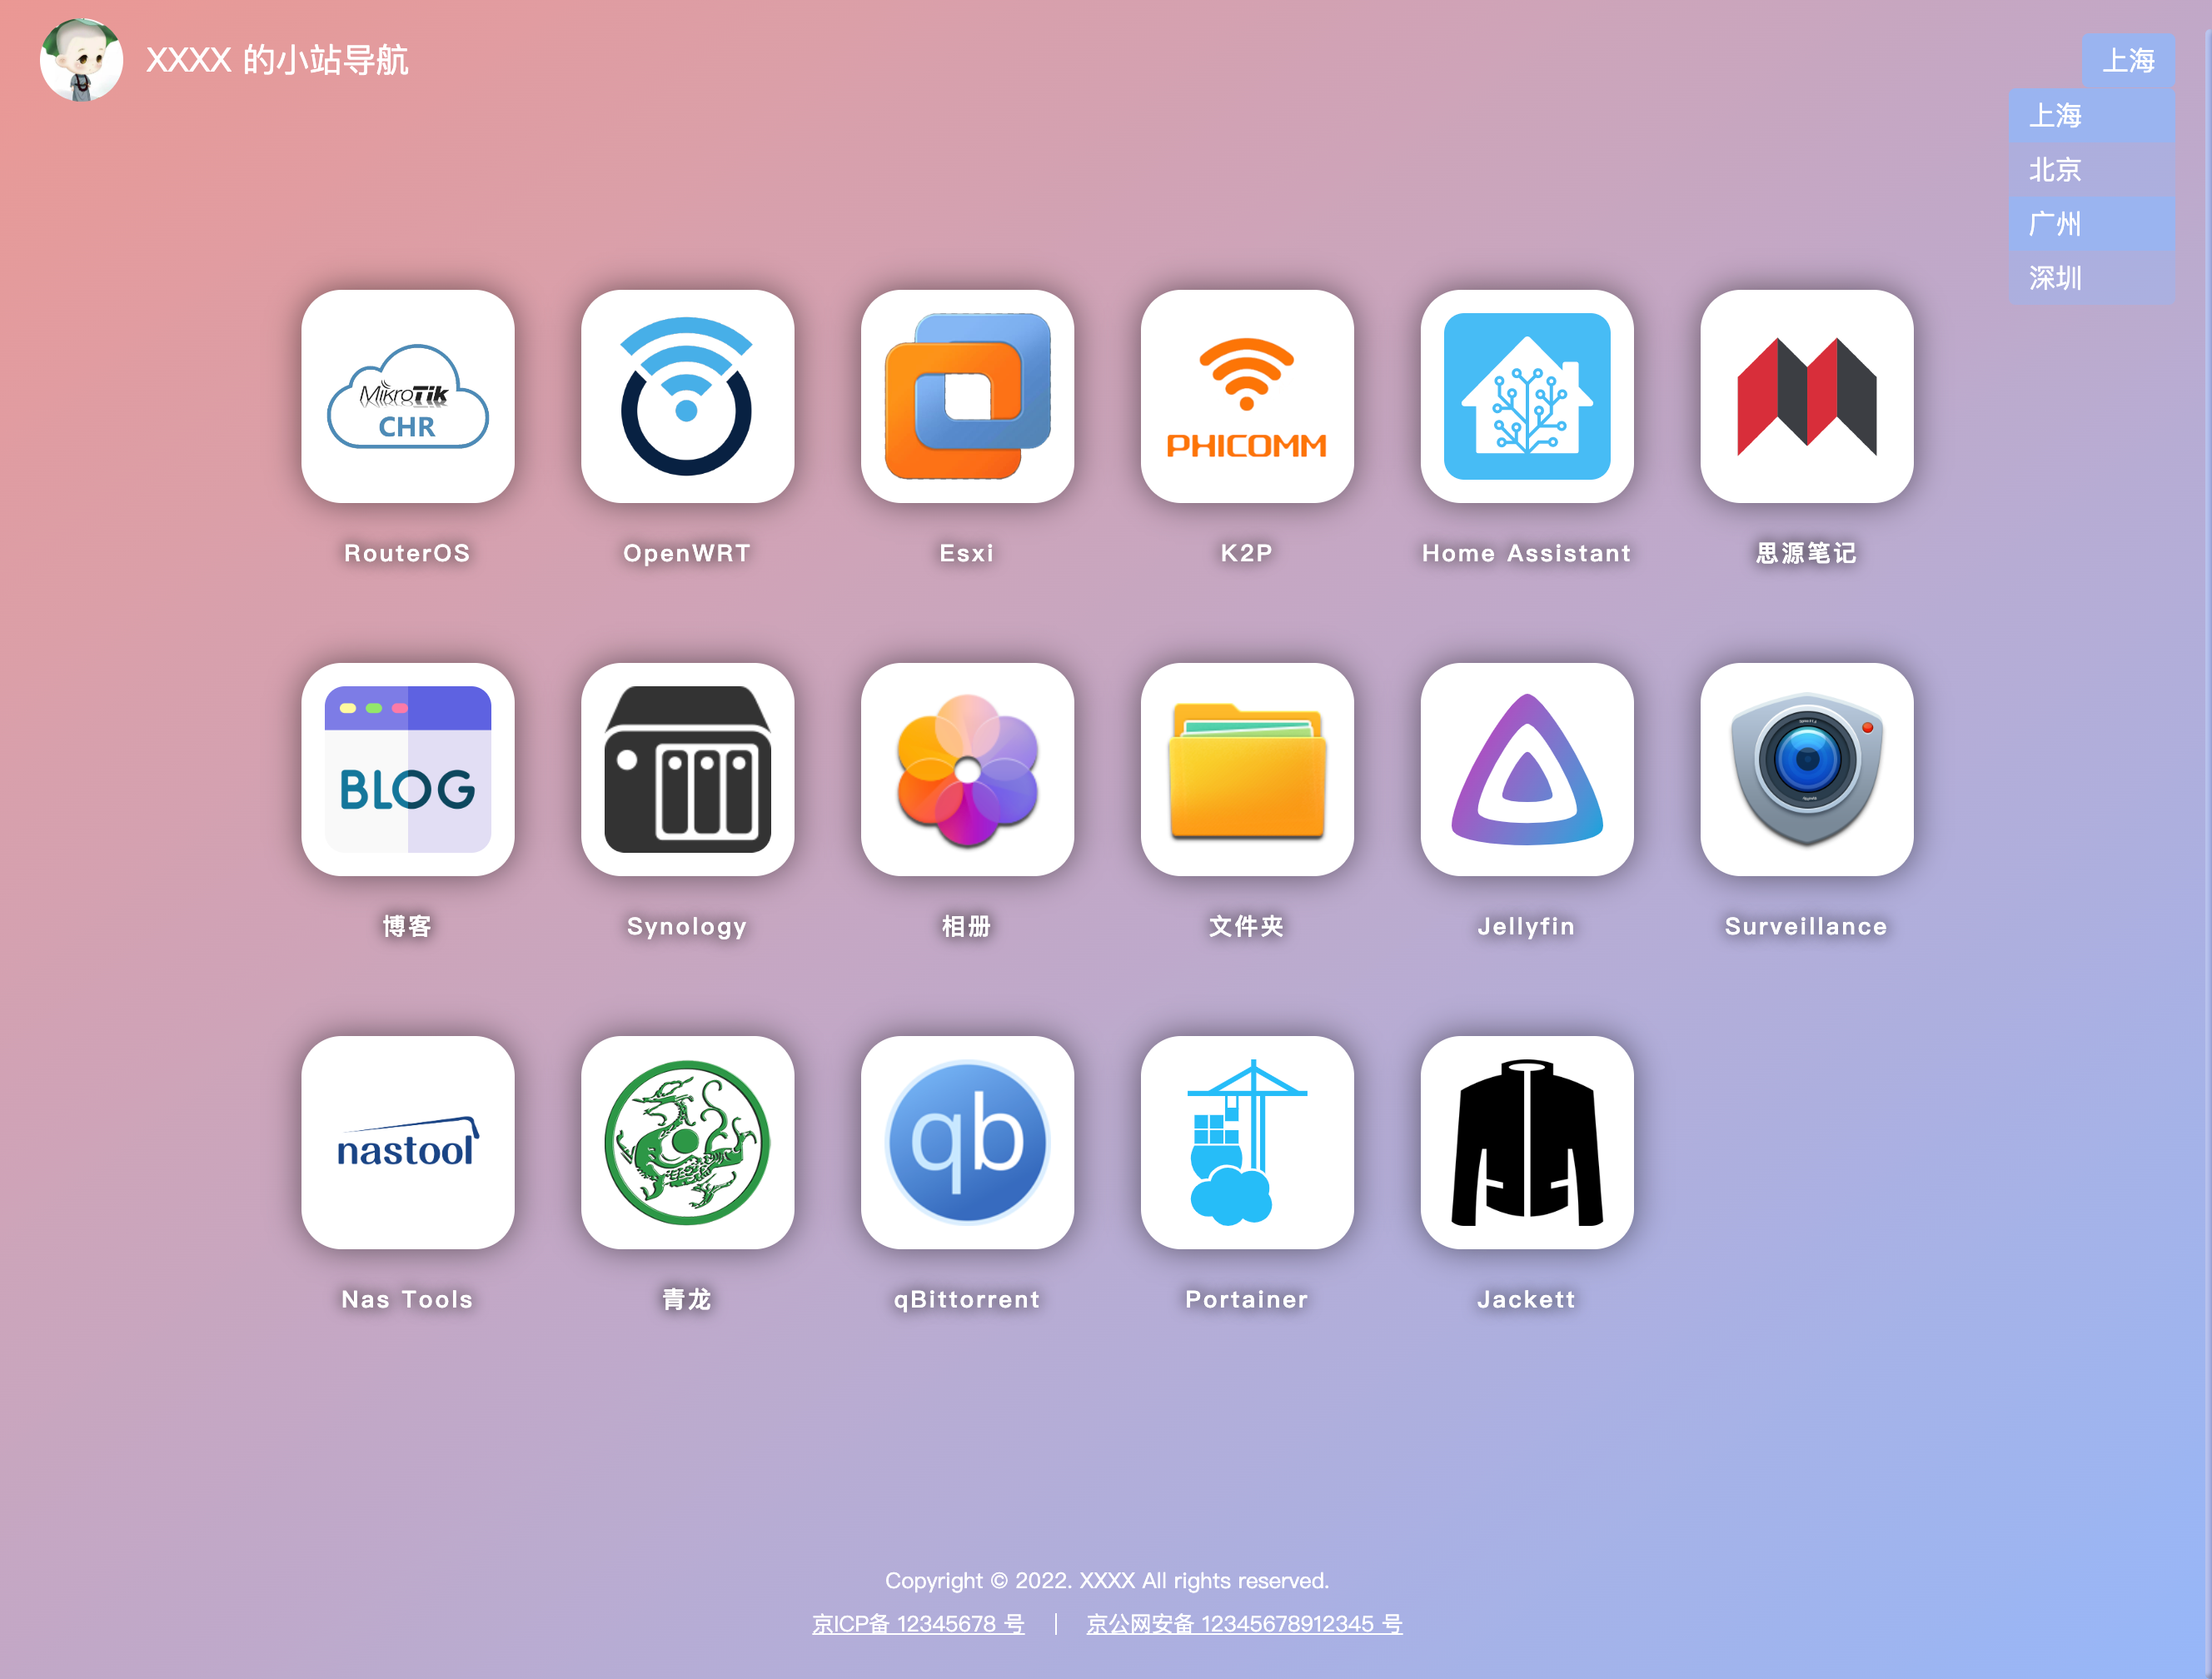 XXXX 的小站导航
上海
上海
北京
广州
深圳
MikroTik
CHR
PHICOMM
RouterOS
OpenWRT
Esxi
K2P
Home Assistant
思源笔记
BLOG
博客
Synology
相册
文件夹
Jellyfin
Surveillance
nastool
qb
Nas Tools
青龙
qBittorrent
Portainer
Jackett
Copyright © 2022. XXXX All rights reserved.
京ICP备 12345678 号 | 京公网安备 12345678912345 号